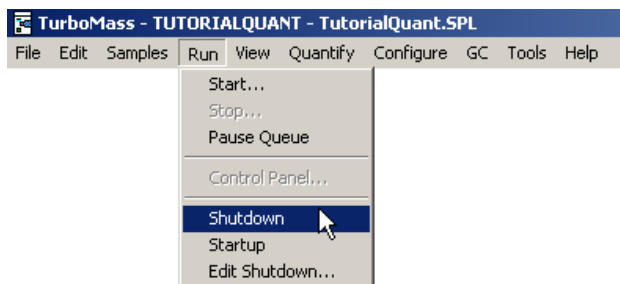 TurboMass - TUTORIALQUANT - TutorialQuant.SPL
File Edit Samples Run View Quantify Configure GC Tools Help
Start...
Stop...
Pause Queue
Control Panel...
Shutdown
Startup
Edit Shutdown...